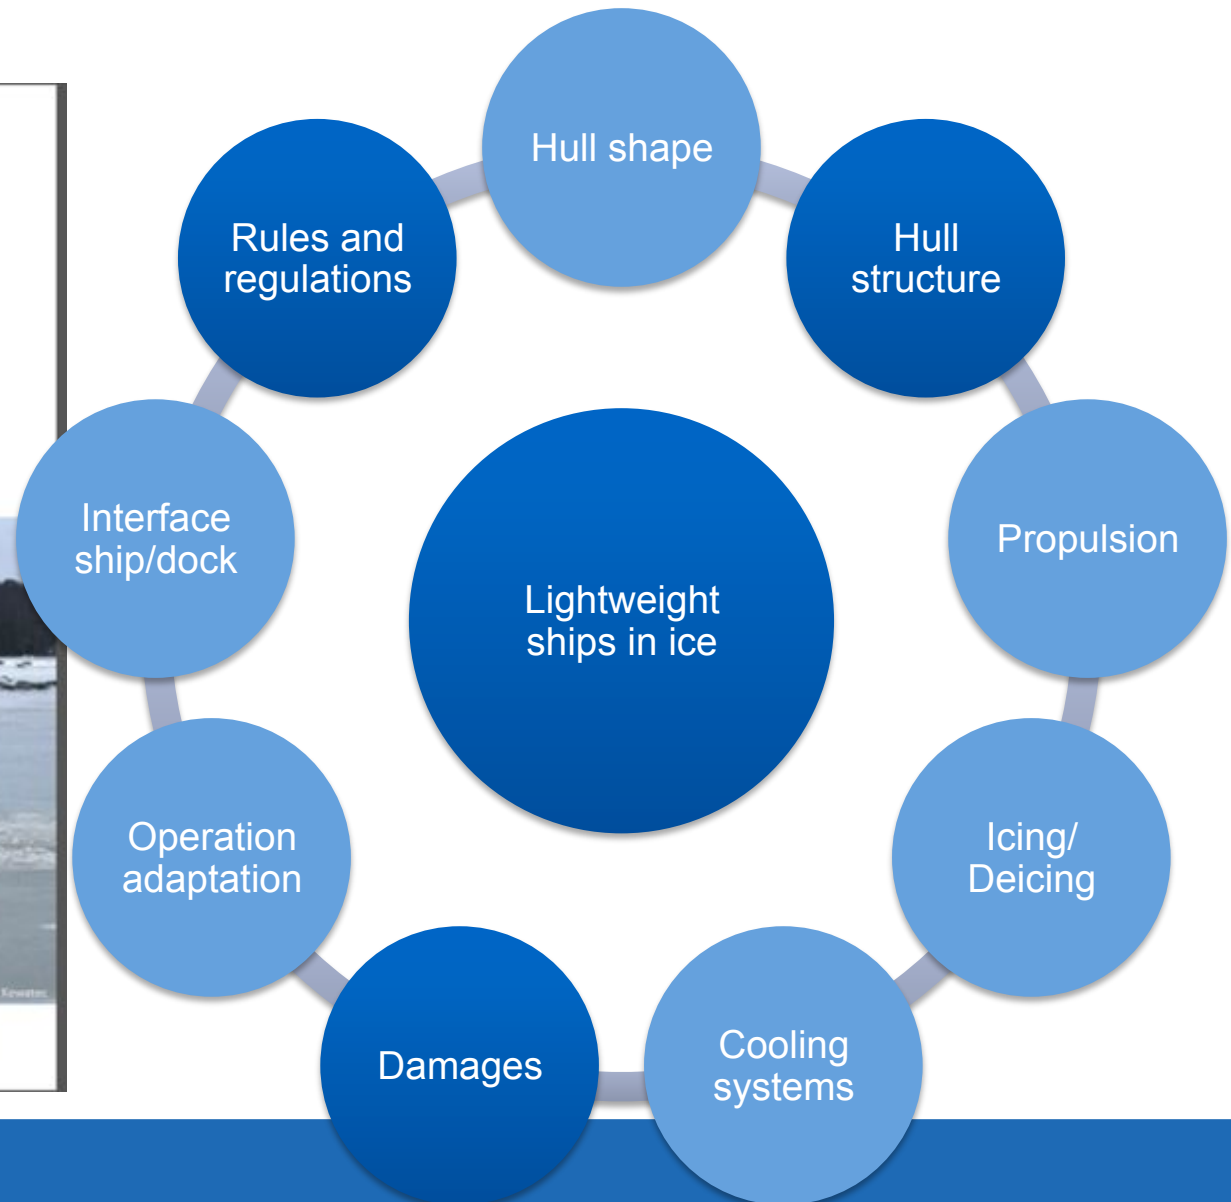 Hull shape
Rules and
regulations
Hull
structure
Interface
ship/dock
Propulsion
Lightweight
ships in ice
Operation
adaptation
Icing/
Deicing
Damages
Cooling
systems
Kewatec